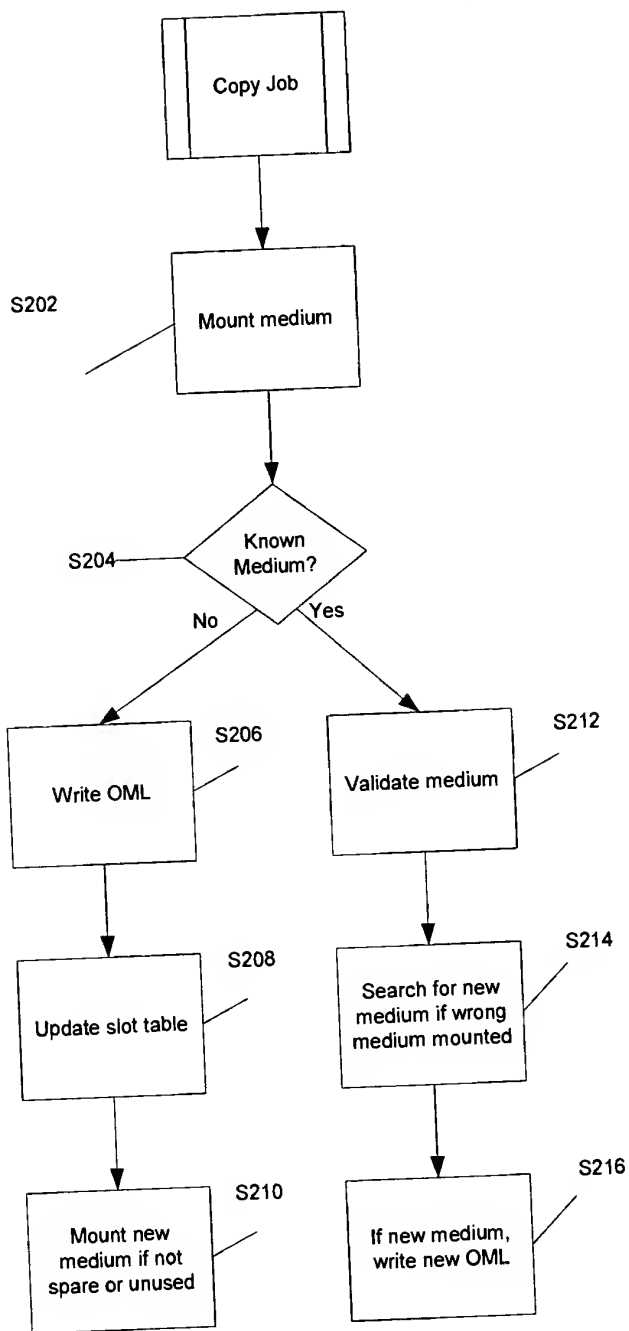 Copy Job
S202
Mount medium
S204
Known
Medium?
No
Yes
S206
Write OML
S212
Validate medium
S208
Update slot table
S214
Search for new
medium if wrong
medium mounted
S210
Mount new
medium if not
spare or unused
S216
If new medium,
write new OML